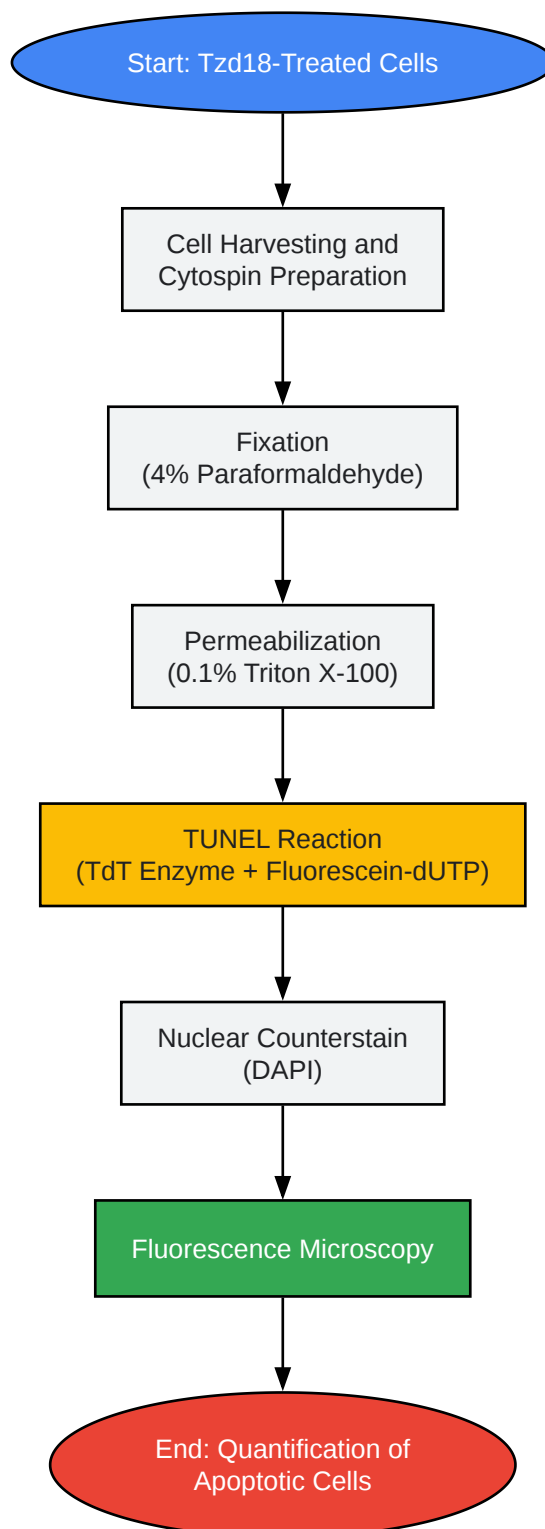 Start: Tzd18-Treated Cells
Cell Harvesting and
Cytospin Preparation
Fixation
(4% Paraformaldehyde)
Permeabilization
(0.1% Triton X-100)
TUNEL Reaction
(TdT Enzyme + Fluorescein-dUTP)
Nuclear Counterstain
(DAPI)
Fluorescence Microscopy
End: Quantification of
Apoptotic Cells